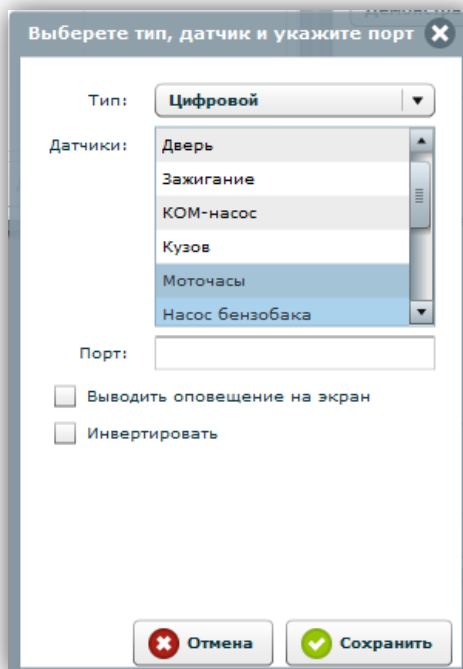 Выберете тип, датчик и укажите порт
Тип: Цифровой
Датчики: Дверь
Зажигание
КОМ-насос
Кузов
Моточасы
Насос бензобака
Порт:
Выводить оповещение на экран
Инвертировать
Отмена Сохранить